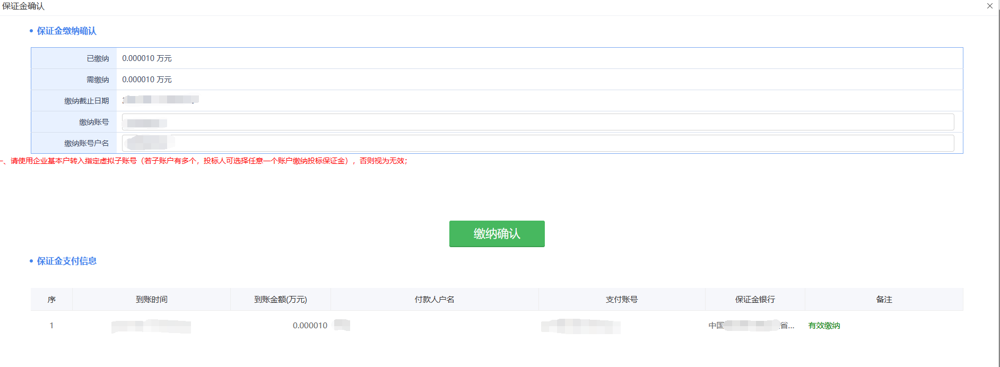 保证金确认
保证金缴纳确认
已缴纳 0.000010 万元
需缴纳 0.000010 万元
缴纳截止日期
缴纳账号
缴纳账号户名
一、请使用企业基本户转入指定虚拟子账号（若子账户有多个，投标人可选择任意一个账户缴纳投标保证金），否则视为无效；
缴纳确认
保证金支付信息
序 到账时间 到账金额(万元) 付款人户名 支付账号 保证金银行 备注
1 0.000010 中国 省... 有效缴纳